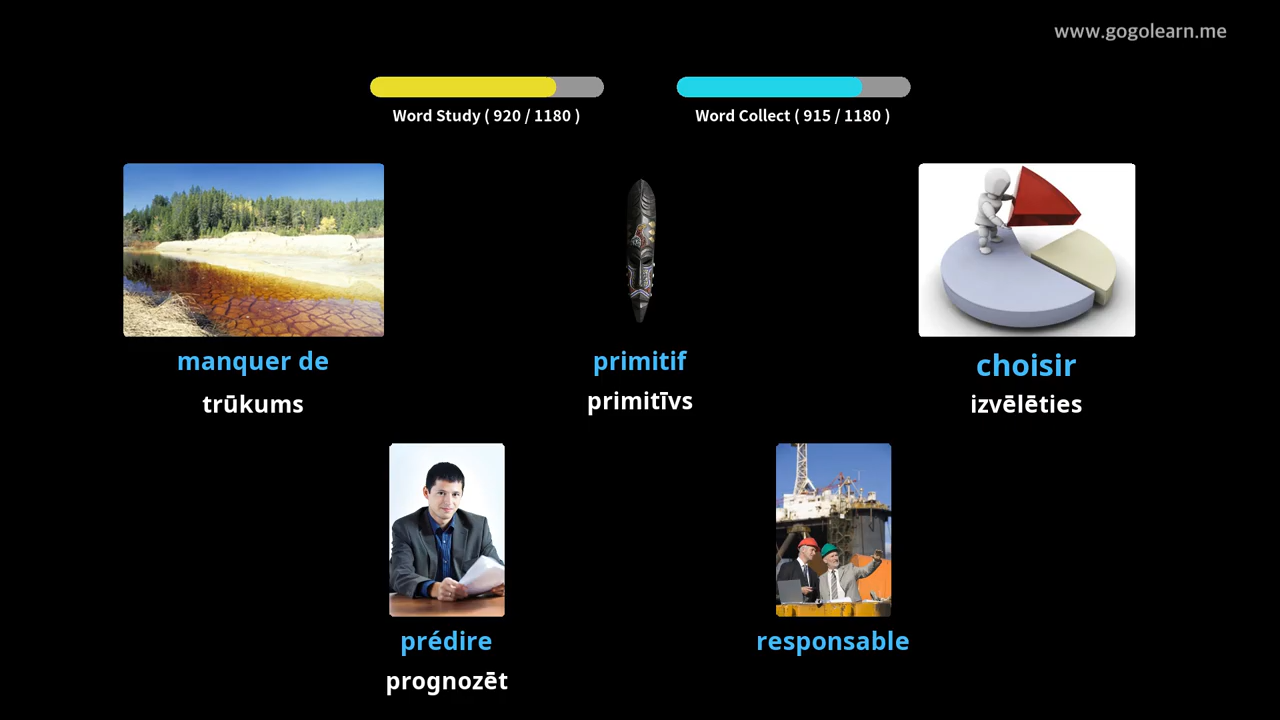 www.gogolearn.me
Word Study ( 920 / 1180 )
Word Collect ( 915 / 1180 )
manquer de
trūkums
primitif
primitīvs
choisir
izvēlēties
prédire
prognozēt
responsable